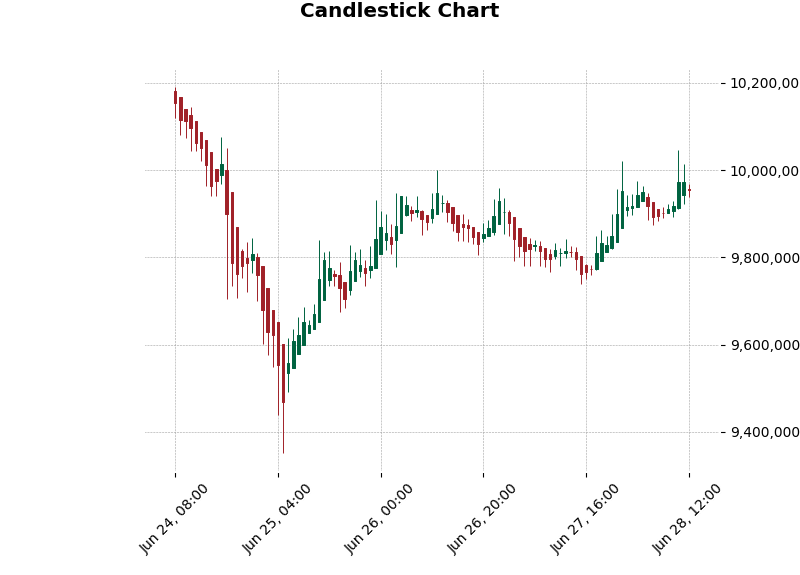 Candlestick Chart
10,200,00
10,000,00
9,800,000
9,600,000
9,400,000
Jun 24, 08:00
Jun 25, 04:00
Jun 26, 00:00
Jun 26, 20:00
Jun 27, 16:00
Jun 28, 12:00